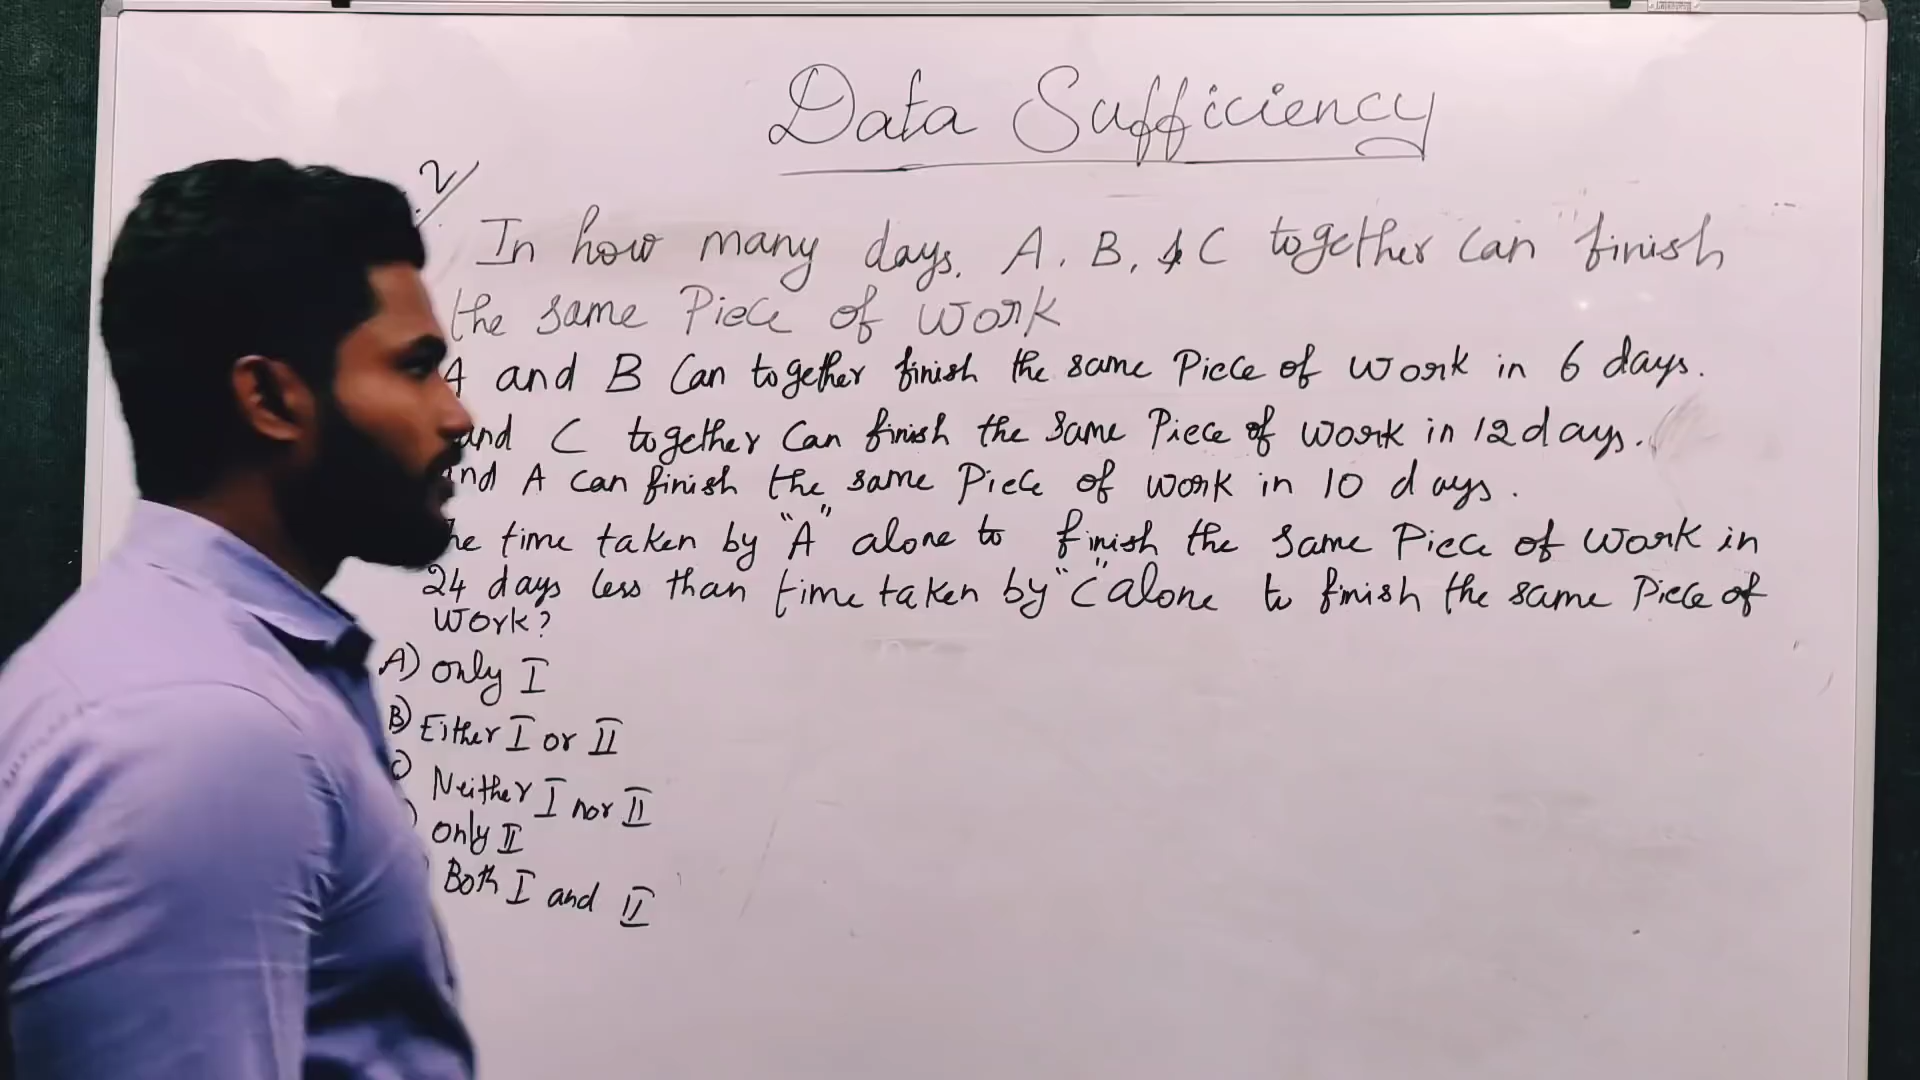 Data Sufficiency
2
In how many days. A, B, & C together can finish
the same Piece of work
A and B Can together finish the same Piece of work in 6 days.
and C together Can finish the same Piece of work in 12 days.
and A can finish the same Piece of work in 10 days.
he time taken by "A" alone to finish the same Piece of work in
24 days less than time taken by "C" alone to finish the same Piece of
work?
A) only I
B) Either I or II
C) Neither I nor II
) only II
) Both I and II